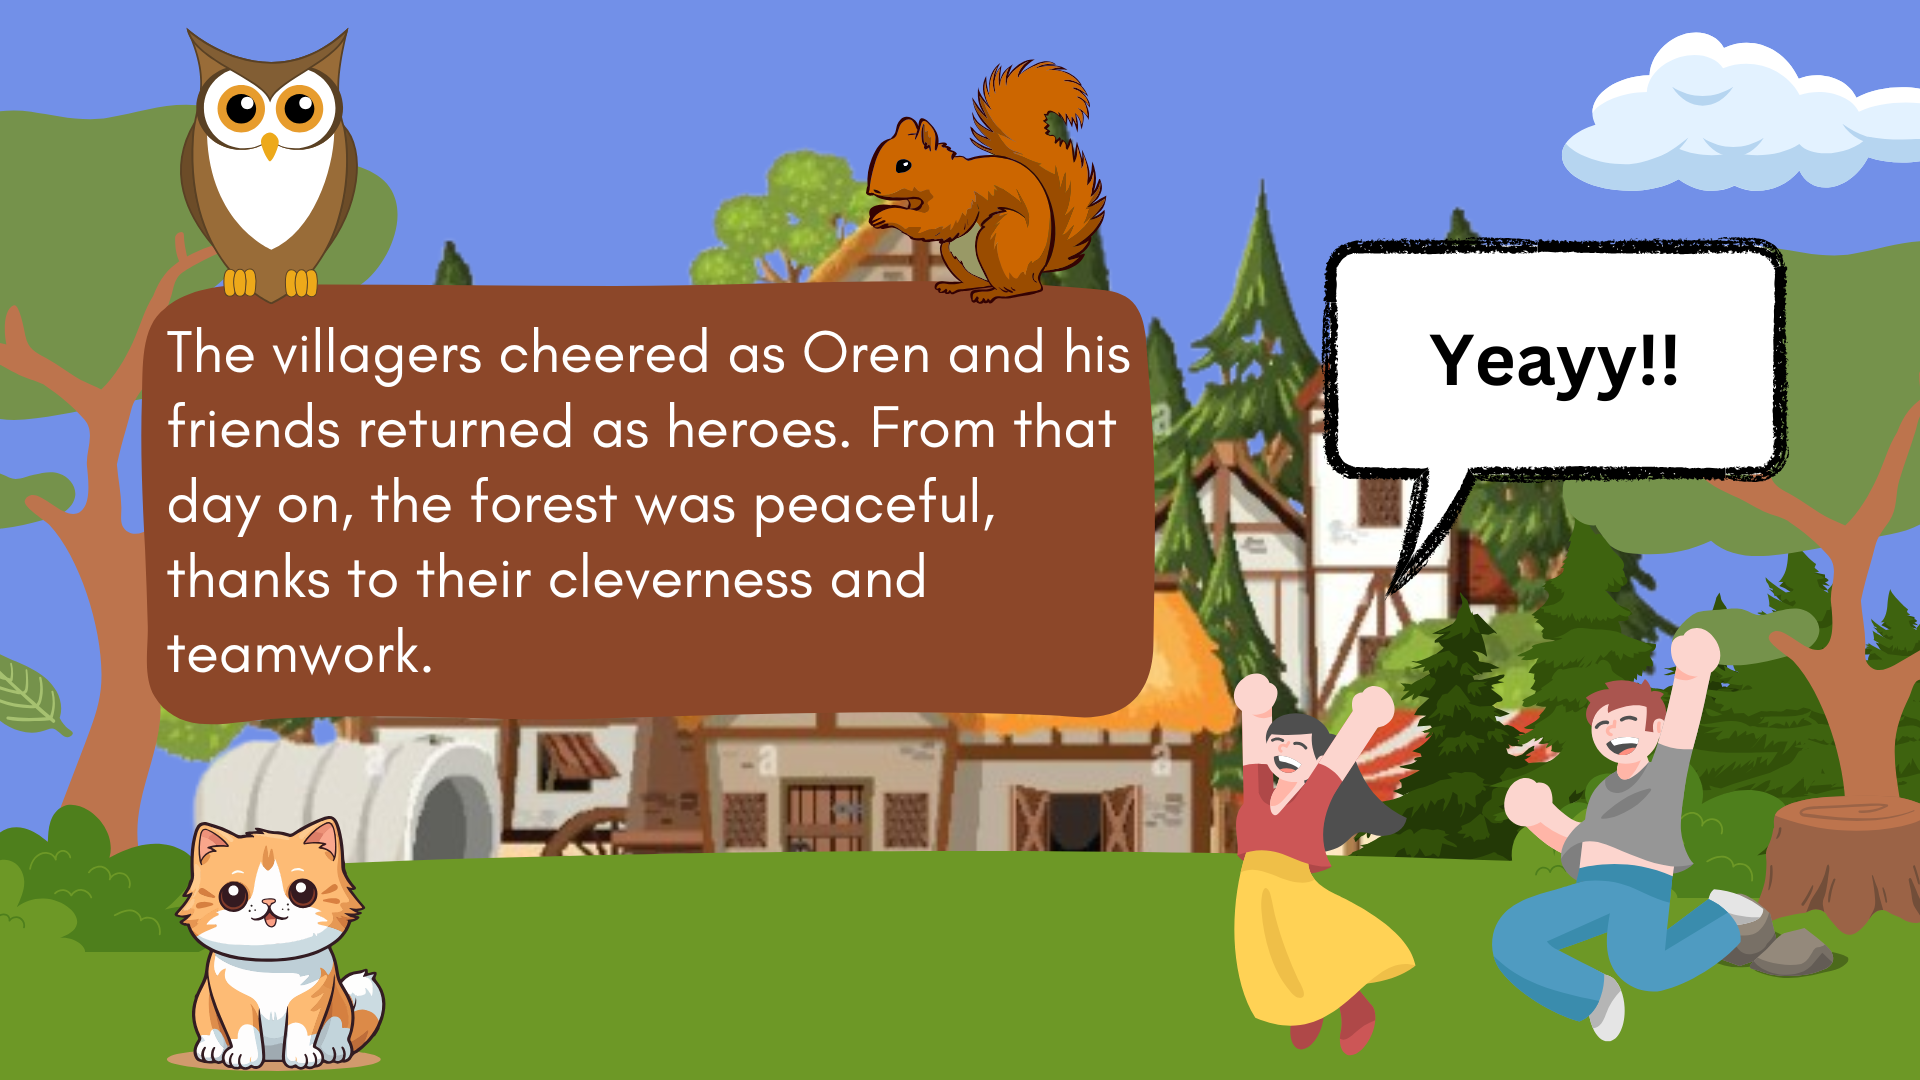 The villagers cheered as Oren and his
friends returned as heroes. From that
day on, the forest was peaceful,
thanks to their cleverness and
teamwork.
Yeayy!!
a
a
a
a